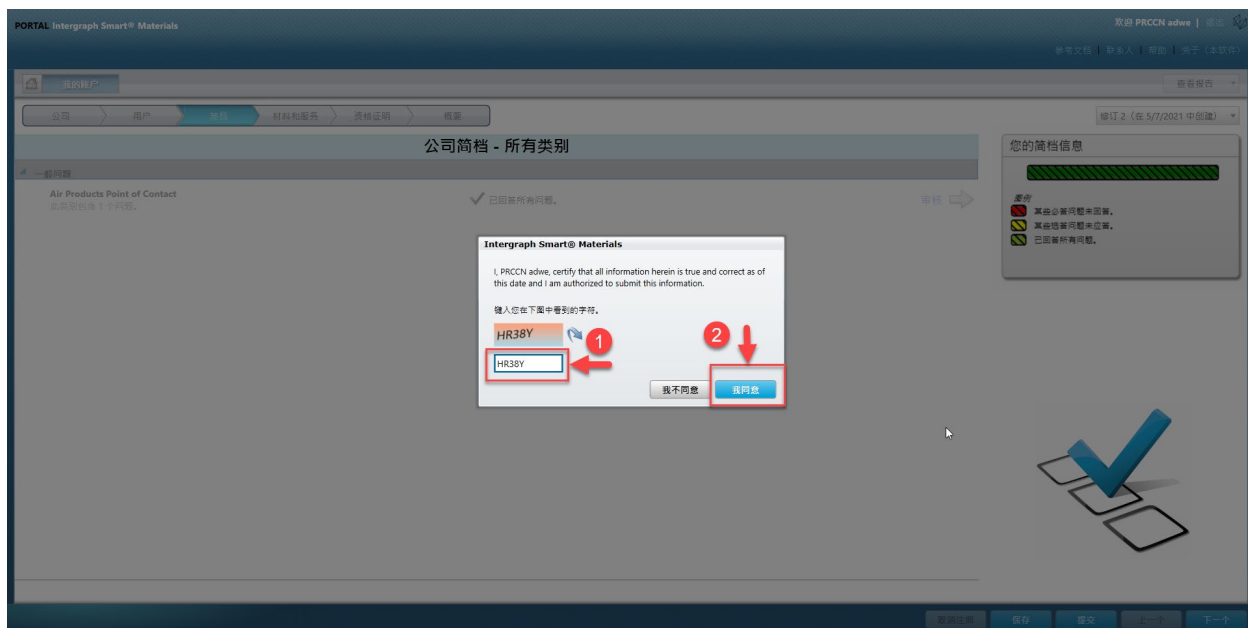 PORTAL Intergraph Smart® Materials
欢迎 PRCCN adwe | 退出
参考文档 | 联系人 | 帮助 | 关于（本软件）
我的账户
查看报告
公司
用户
项目
材料和服务
资格证明
概要
修订 2（在 5/7/2021 中创建）
公司简档 - 所有类别
您的简档信息
一般问题
Air Products Point of Contact
此类别包含 1 个问题。
已回答所有问题。
审核
图例
某些必答问题未回答。
某些选答问题未应答。
已回答所有问题。
Intergraph Smart® Materials
I, PRCCN adwe, certify that all information herein is true and correct as of
this date and I am authorized to submit this information.
键入您在下图中看到的字符。
HR38Y
1
2
HR38Y
我不同意
我同意
取消注册
保存
提交
上一个
下一个